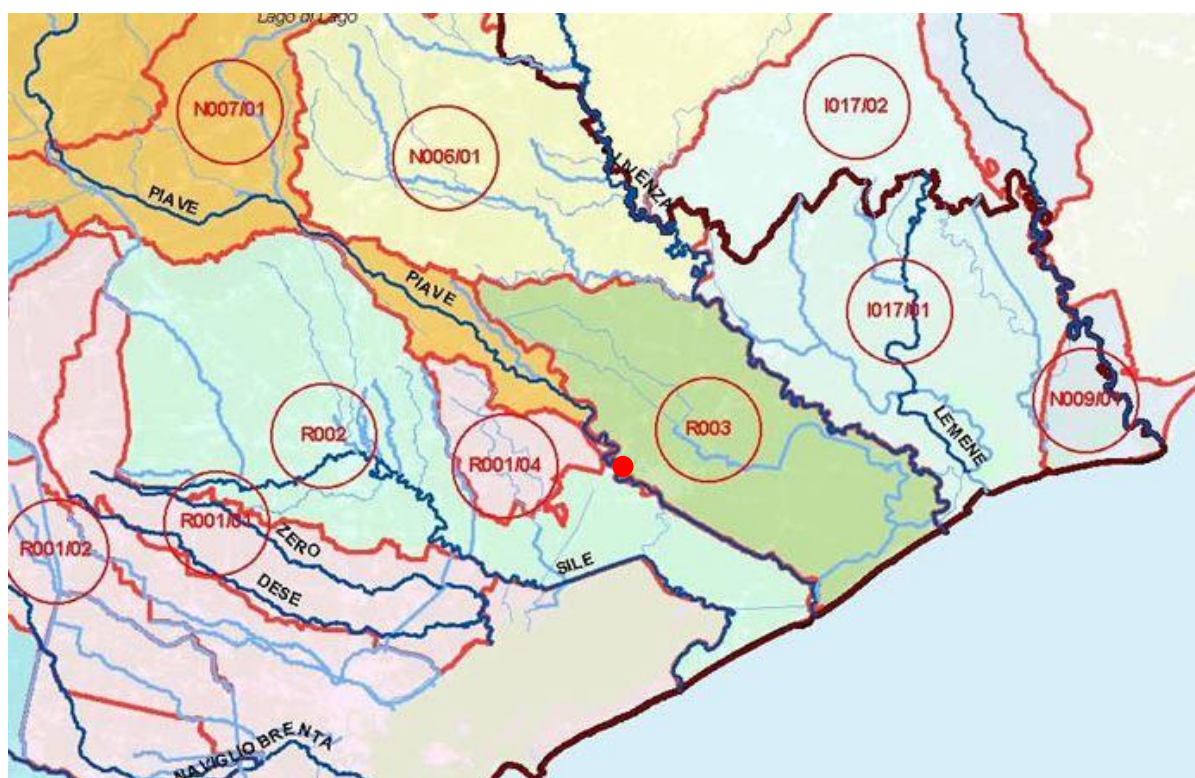 Lago di Lago
N007/01
I017/02
N006/01
LIVENZA
PIAVE
PIAVE
I017/01
N009/01
R002
R003
LEMENE
R001/04
R001/01
R001/02
ZERO
SILE
DESE
NAVIGLIO BRENTA